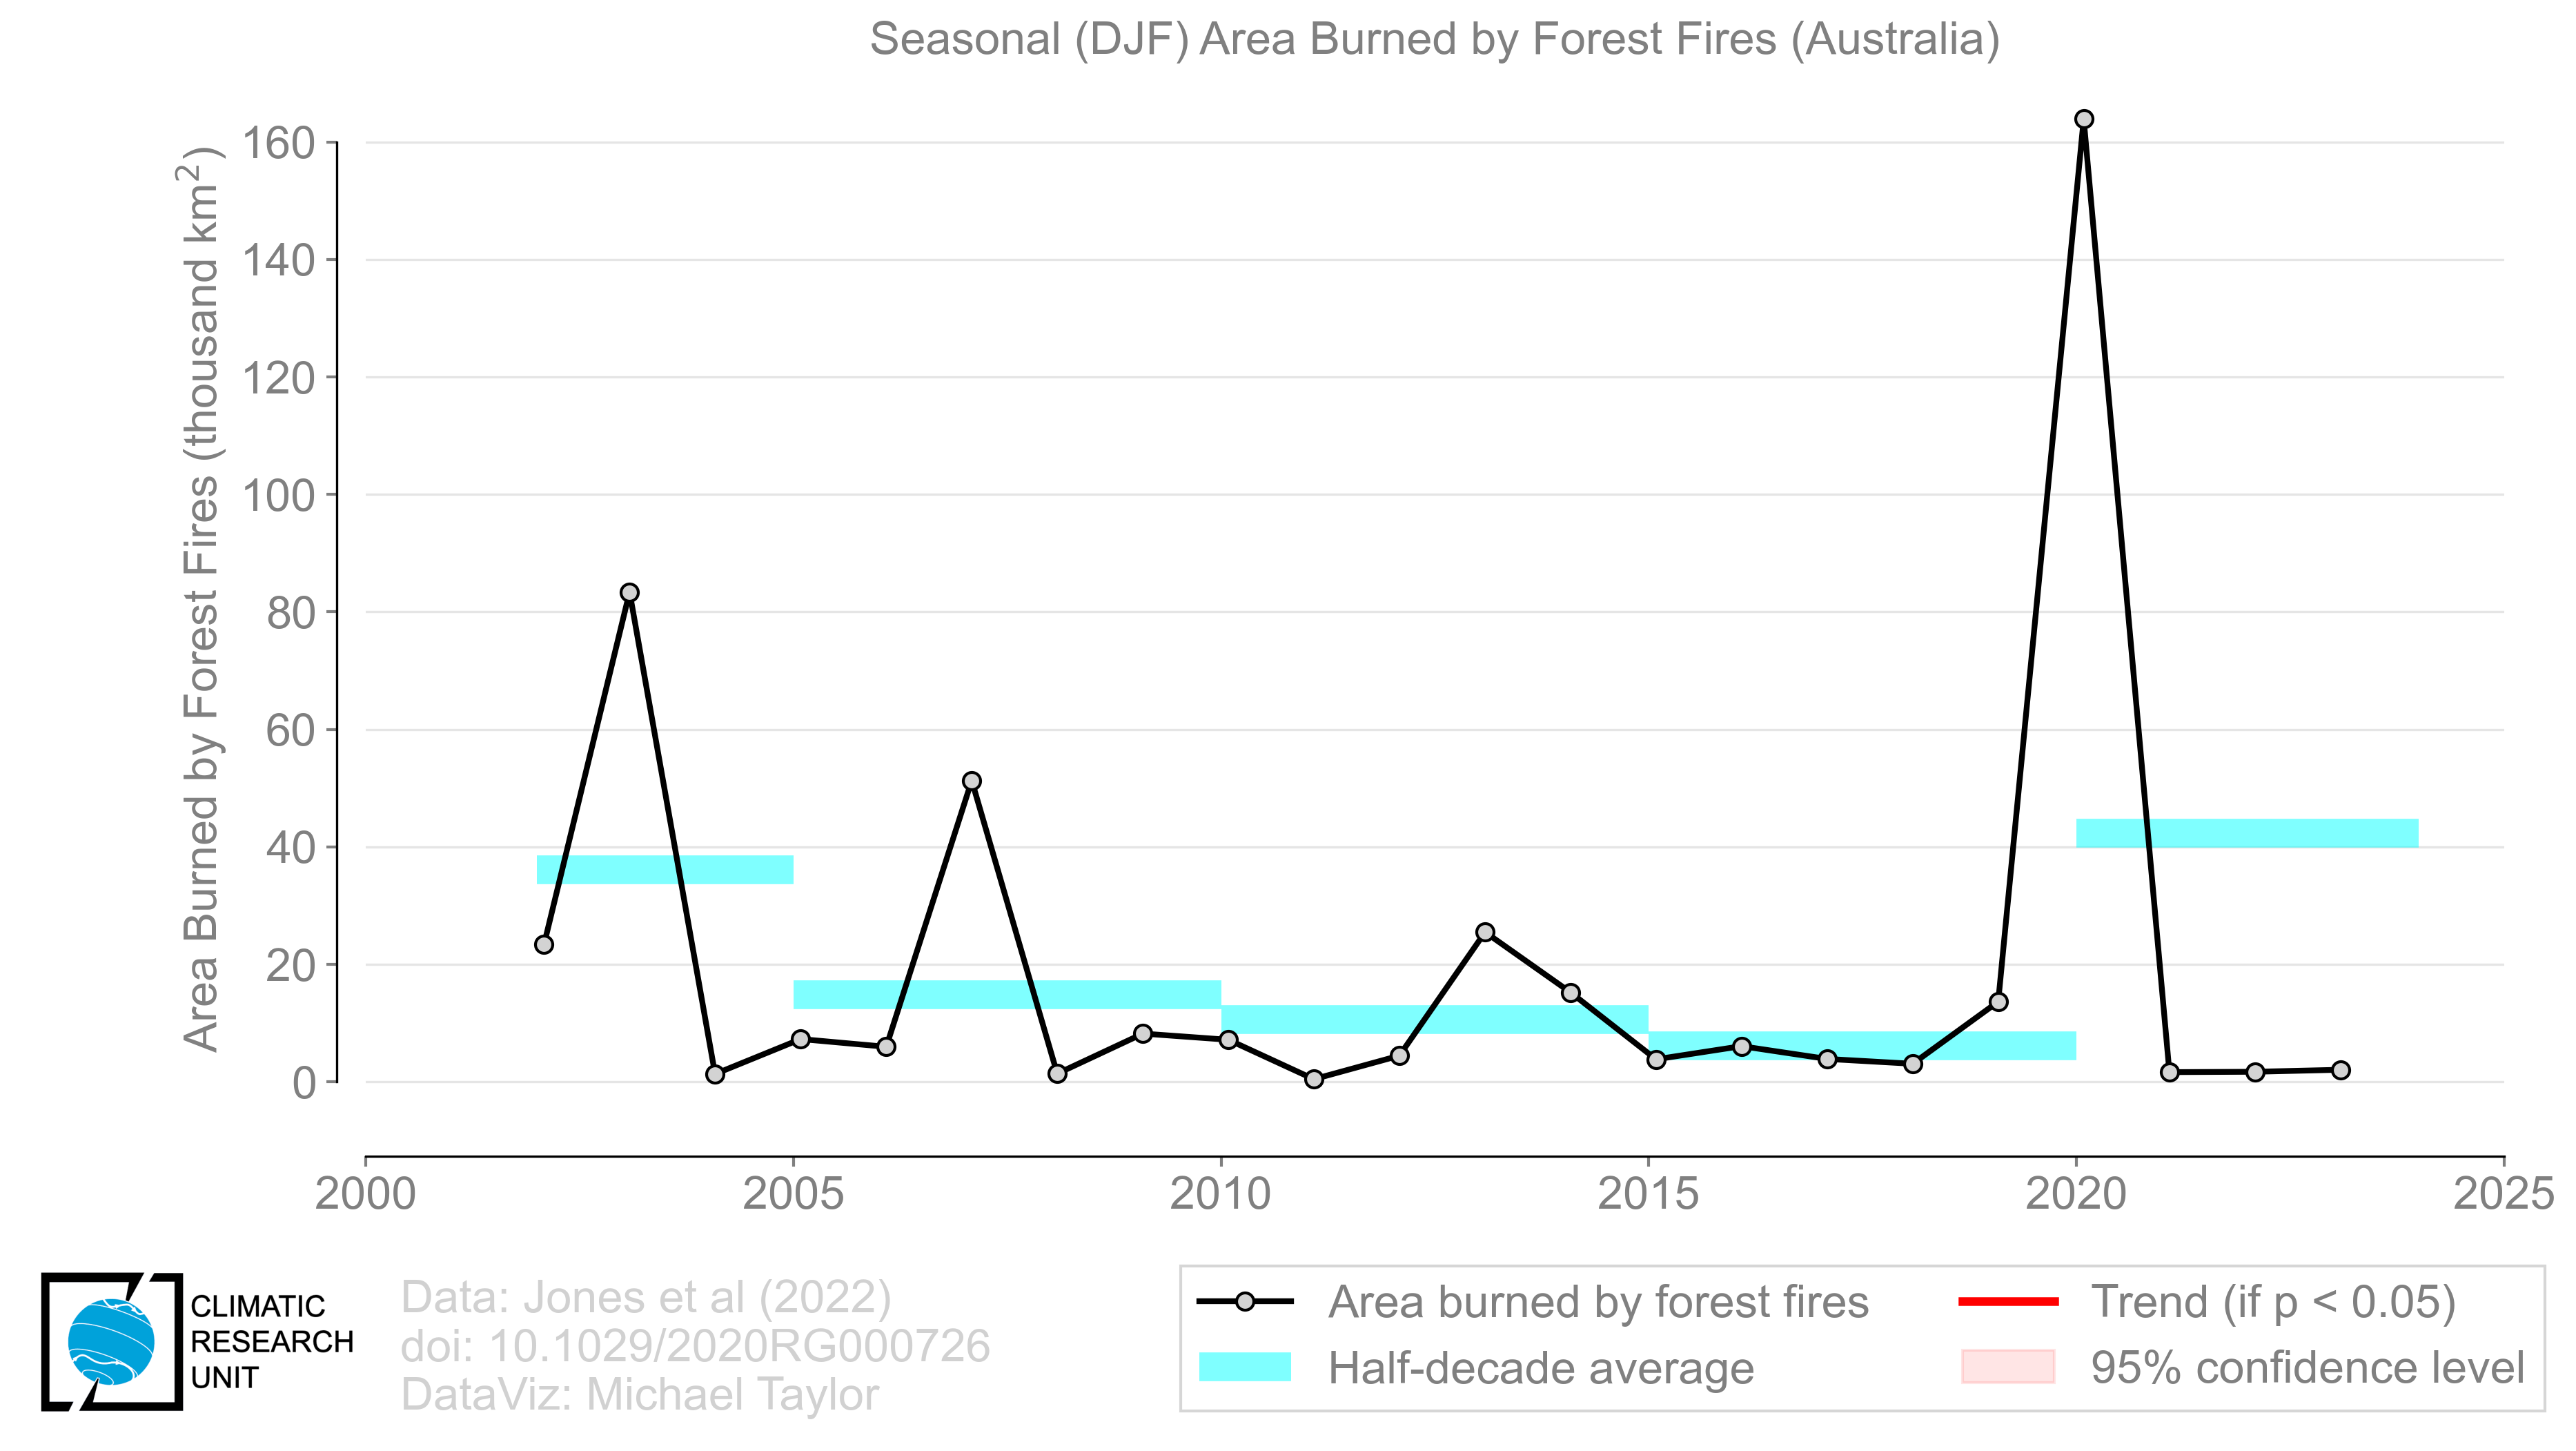 Seasonal (DJF) Area Burned by Forest Fires (Australia)
Area Burned by Forest Fires (thousand km²)
160
140
120
100
80
60
40
20
0
2000 2005 2010 2015 2020 2025
CLIMATIC
RESEARCH
UNIT
Data: Jones et al (2022)
doi: 10.1029/2020RG000726
DataViz: Michael Taylor
Area burned by forest fires
Half-decade average
Trend (if p < 0.05)
95% confidence level